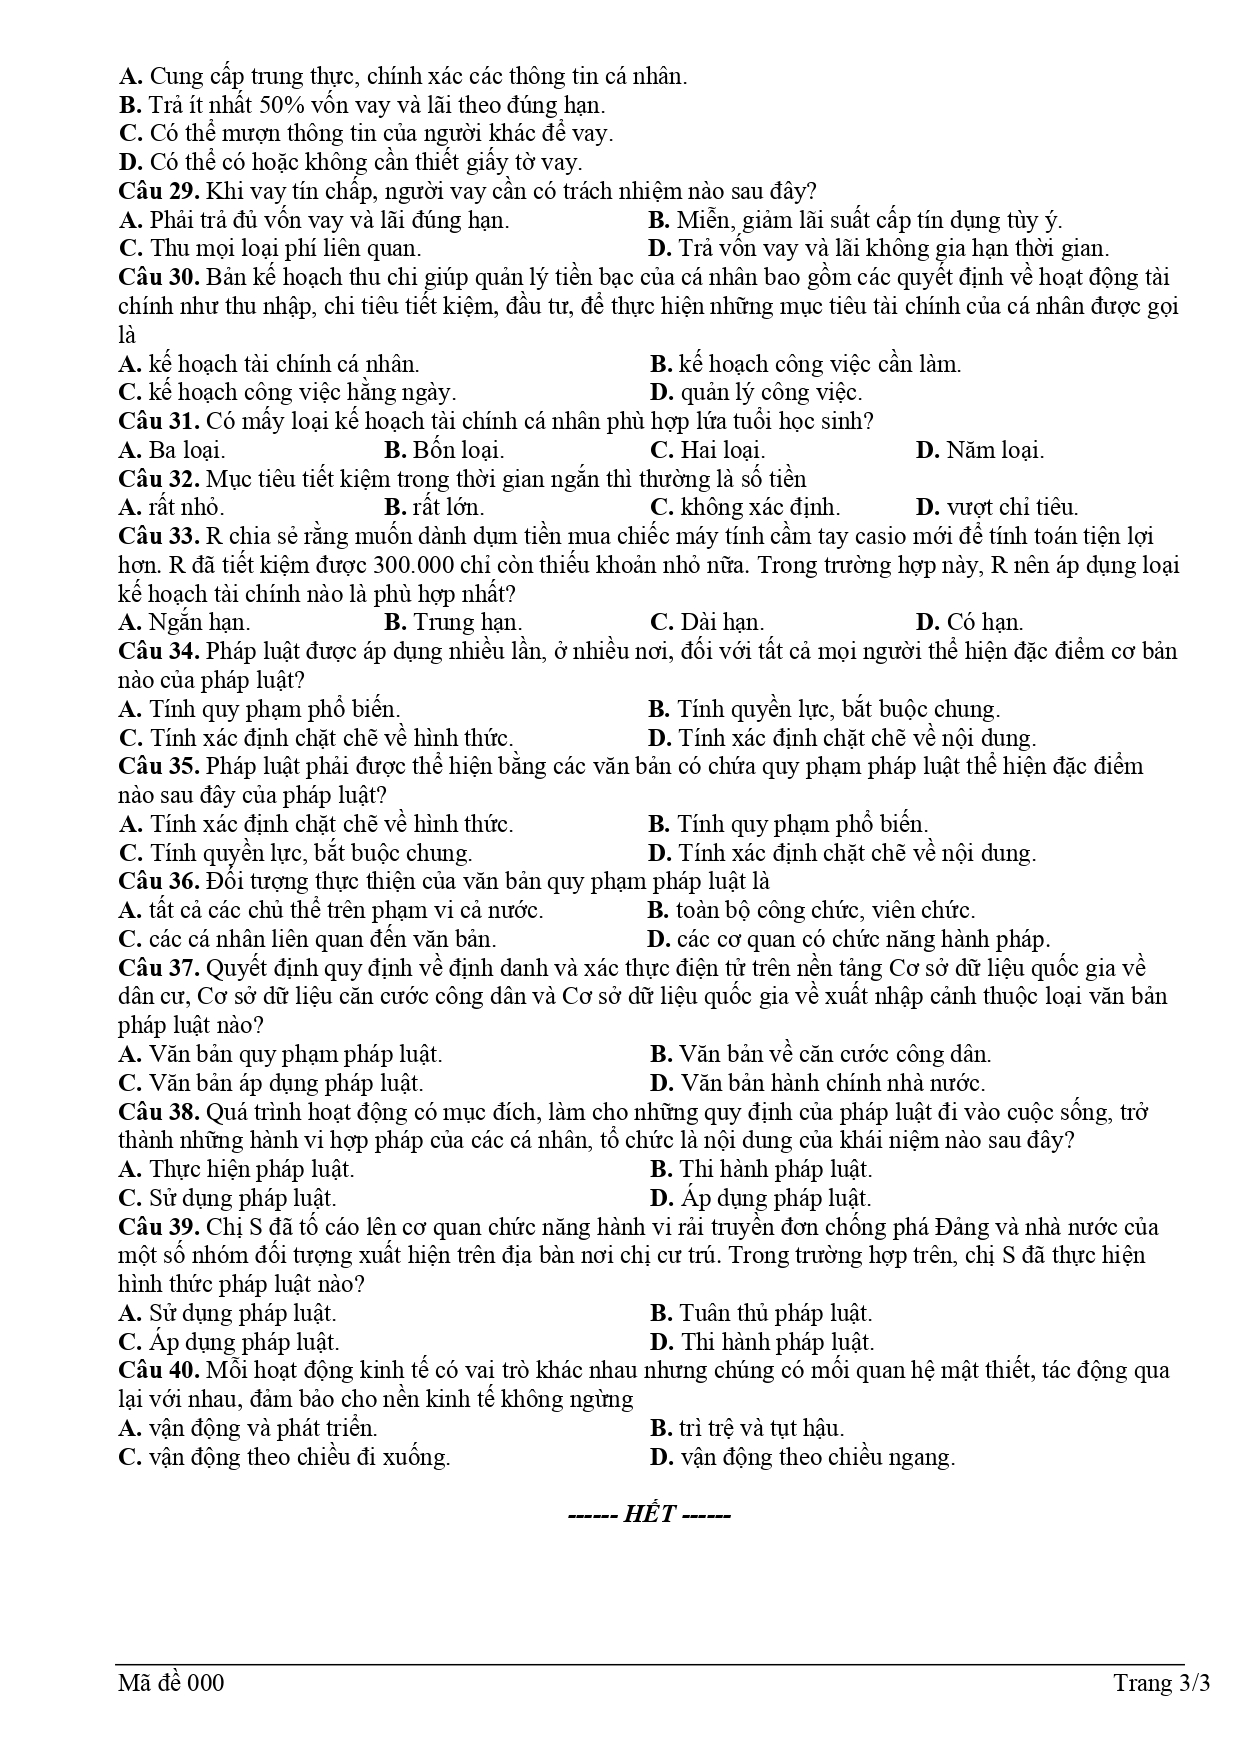 A. Cung cấp trung thực, chính xác các thông tin cá nhân.
B. Trả ít nhất 50% vốn vay và lãi theo đúng hạn.
C. Có thể mượn thông tin của người khác để vay.
D. Có thể có hoặc không cần thiết giấy tờ vay.
Câu 29. Khi vay tín chấp, người vay cần có trách nhiệm nào sau đây?
A. Phải trả đủ vốn vay và lãi đúng hạn. B. Miễn, giảm lãi suất cấp tín dụng tùy ý.
C. Thu mọi loại phí liên quan. D. Trả vốn vay và lãi không gia hạn thời gian.
Câu 30. Bản kế hoạch thu chi giúp quản lý tiền bạc của cá nhân bao gồm các quyết định về hoạt động tài
chính như thu nhập, chi tiêu tiết kiệm, đầu tư, để thực hiện những mục tiêu tài chính của cá nhân được gọi
là
A. kế hoạch tài chính cá nhân. B. kế hoạch công việc cần làm.
C. kế hoạch công việc hằng ngày. D. quản lý công việc.
Câu 31. Có mấy loại kế hoạch tài chính cá nhân phù hợp lứa tuổi học sinh?
A. Ba loại. B. Bốn loại. C. Hai loại. D. Năm loại.
Câu 32. Mục tiêu tiết kiệm trong thời gian ngắn thì thường là số tiền
A. rất nhỏ. B. rất lớn. C. không xác định. D. vượt chỉ tiêu.
Câu 33. R chia sẻ rằng muốn dành dụm tiền mua chiếc máy tính cầm tay casio mới để tính toán tiện lợi
hơn. R đã tiết kiệm được 300.000 chỉ còn thiếu khoản nhỏ nữa. Trong trường hợp này, R nên áp dụng loại
kế hoạch tài chính nào là phù hợp nhất?
A. Ngắn hạn. B. Trung hạn. C. Dài hạn. D. Có hạn.
Câu 34. Pháp luật được áp dụng nhiều lần, ở nhiều nơi, đối với tất cả mọi người thể hiện đặc điểm cơ bản
nào của pháp luật?
A. Tính quy phạm phổ biến. B. Tính quyền lực, bắt buộc chung.
C. Tính xác định chặt chẽ về hình thức. D. Tính xác định chặt chẽ về nội dung.
Câu 35. Pháp luật phải được thể hiện bằng các văn bản có chứa quy phạm pháp luật thể hiện đặc điểm
nào sau đây của pháp luật?
A. Tính xác định chặt chẽ về hình thức. B. Tính quy phạm phổ biến.
C. Tính quyền lực, bắt buộc chung. D. Tính xác định chặt chẽ về nội dung.
Câu 36. Đối tượng thực thiện của văn bản quy phạm pháp luật là
A. tất cả các chủ thể trên phạm vi cả nước. B. toàn bộ công chức, viên chức.
C. các cá nhân liên quan đến văn bản. D. các cơ quan có chức năng hành pháp.
Câu 37. Quyết định quy định về định danh và xác thực điện tử trên nền tảng Cơ sở dữ liệu quốc gia về
dân cư, Cơ sở dữ liệu căn cước công dân và Cơ sở dữ liệu quốc gia về xuất nhập cảnh thuộc loại văn bản
pháp luật nào?
A. Văn bản quy phạm pháp luật. B. Văn bản về căn cước công dân.
C. Văn bản áp dụng pháp luật. D. Văn bản hành chính nhà nước.
Câu 38. Quá trình hoạt động có mục đích, làm cho những quy định của pháp luật đi vào cuộc sống, trở
thành những hành vi hợp pháp của các cá nhân, tổ chức là nội dung của khái niệm nào sau đây?
A. Thực hiện pháp luật. B. Thi hành pháp luật.
C. Sử dụng pháp luật. D. Áp dụng pháp luật.
Câu 39. Chị S đã tố cáo lên cơ quan chức năng hành vi rải truyền đơn chống phá Đảng và nhà nước của
một số nhóm đối tượng xuất hiện trên địa bàn nơi chị cư trú. Trong trường hợp trên, chị S đã thực hiện
hình thức pháp luật nào?
A. Sử dụng pháp luật. B. Tuân thủ pháp luật.
C. Áp dụng pháp luật. D. Thi hành pháp luật.
Câu 40. Mỗi hoạt động kinh tế có vai trò khác nhau nhưng chúng có mối quan hệ mật thiết, tác động qua
lại với nhau, đảm bảo cho nền kinh tế không ngừng
A. vận động và phát triển. B. trì trệ và tụt hậu.
C. vận động theo chiều đi xuống. D. vận động theo chiều ngang.
------ HẾT ------
Mã đề 000 Trang 3/3